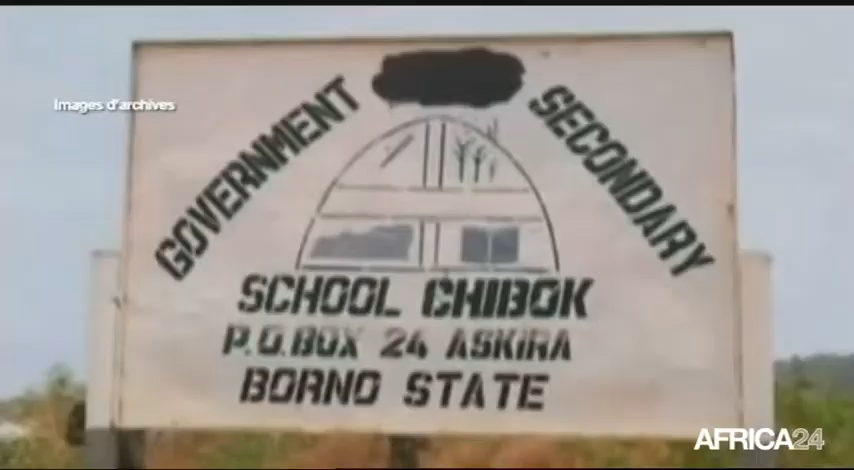 Images d'archives
GOVERNMENT SECONDARY
SCHOOL CHIBOK
P.O.BOX 24 ASKIRA
BORNO STATE
AFRICA24